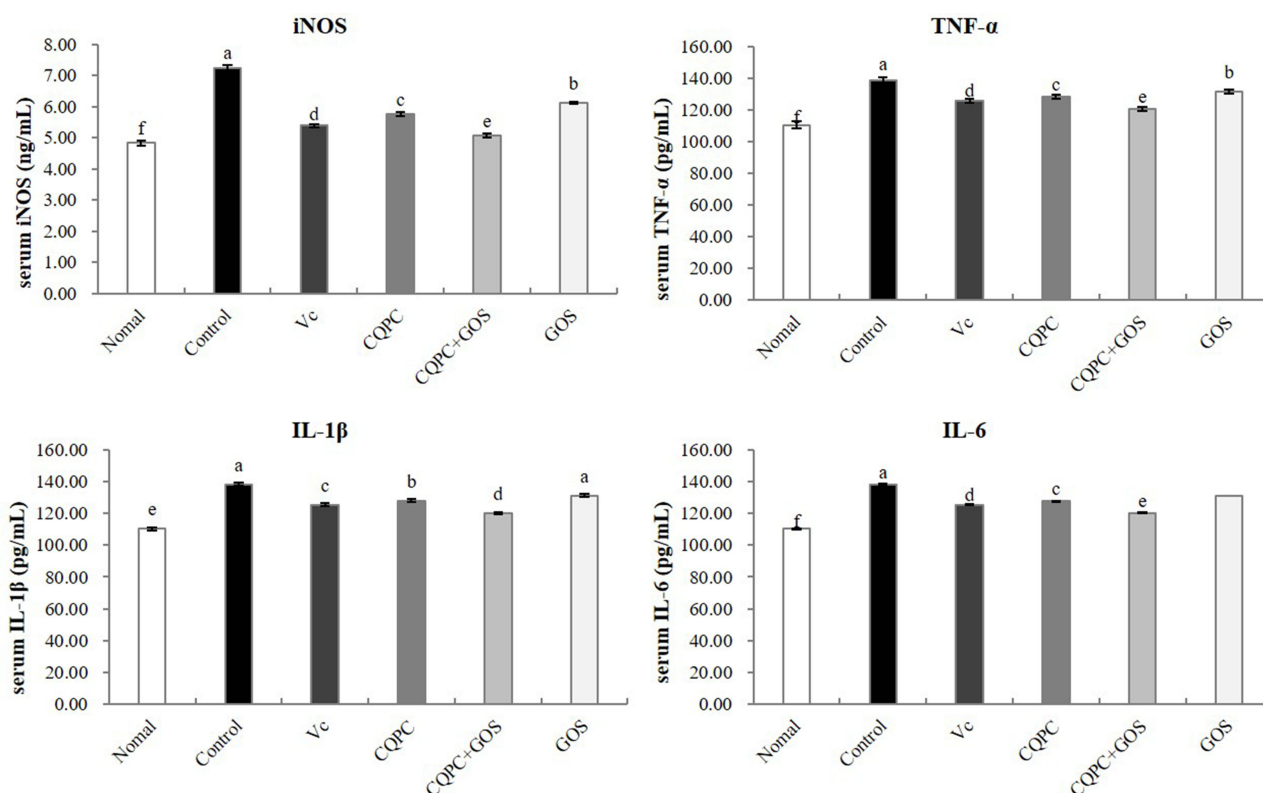 iNOS
serum iNOS (ng/mL)
8.00
7.00
6.00
5.00
4.00
3.00
2.00
1.00
0.00
f
a
d
c
e
b
Nomal
Control
Vc
CQPC
CQPC+GOS
GOS
TNF-α
serum TNF-α (pg/mL)
160.00
140.00
120.00
100.00
80.00
60.00
40.00
20.00
0.00
f
a
d
c
e
b
Nomal
Control
Vc
CQPC
CQPC+GOS
GOS
IL-1β
serum IL-1β (pg/mL)
160.00
140.00
120.00
100.00
80.00
60.00
40.00
20.00
0.00
e
a
c
b
d
a
Nomal
Control
Vc
CQPC
CQPC+GOS
GOS
IL-6
serum IL-6 (pg/mL)
160.00
140.00
120.00
100.00
80.00
60.00
40.00
20.00
0.00
f
a
d
c
e
Nomal
Control
Vc
CQPC
CQPC+GOS
GOS